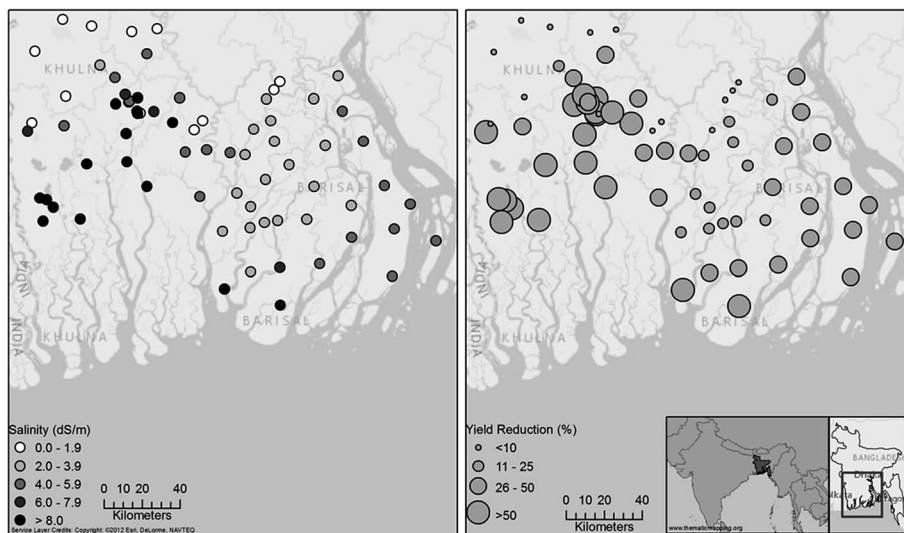 KHULNA
BARISAL
INDIA
INDIA
KHULNA
BARISAL
Salinity (dS/m)
0.0 - 1.9
2.0 - 3.9
4.0 - 5.9
6.0 - 7.9
> 8.0
0 10 20 40
Kilometers
Service Layer Credits: Copyright: ©2012 Esri, DeLorme, NAVTEQ
KHULNA
BARISAL
INDIA
INDIA
KHULNA
BARISAL
Yield Reduction (%)
<10
11 - 25
26 - 50
>50
0 10 20 40
Kilometers
www.thematicmapping.org
BANGLADESH
Dhaka